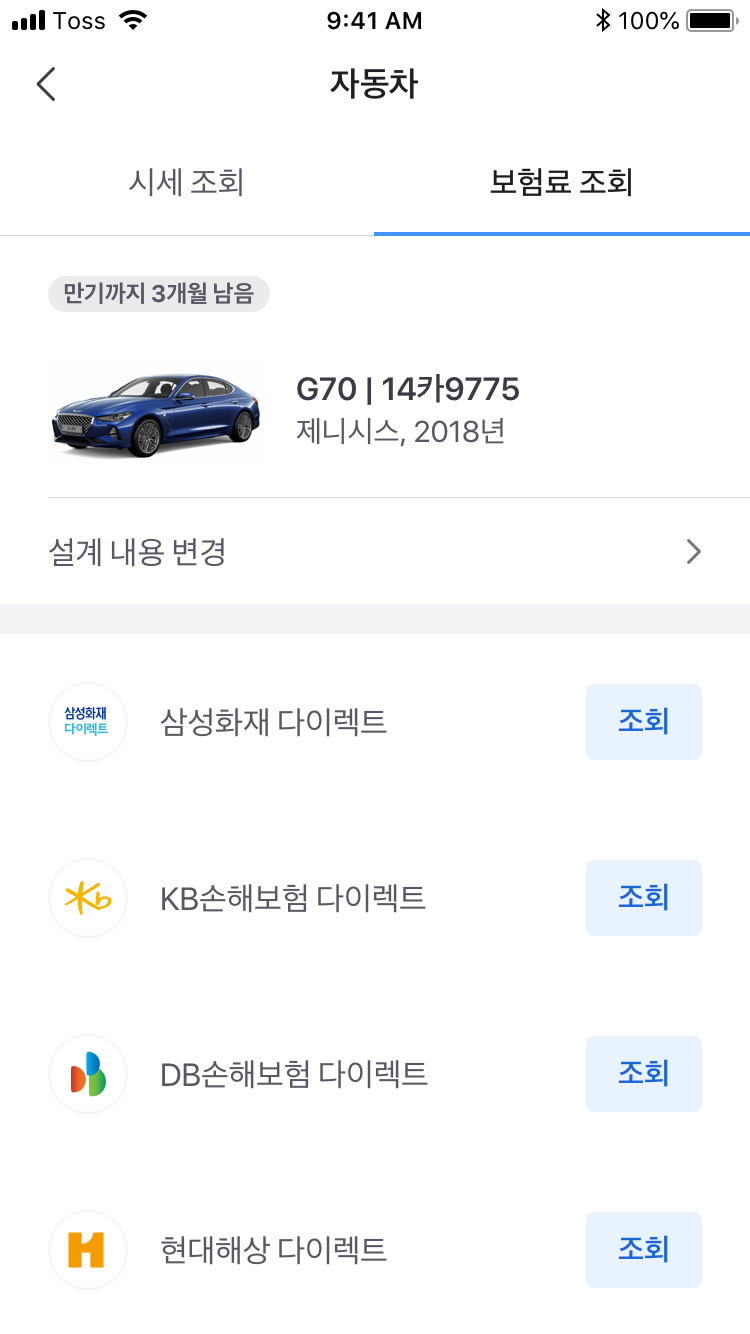 Toss 9:41 AM 100%
자동차
시세 조회 보험료 조회
만기까지 3개월 남음
G70 | 14카9775
제니시스, 2018년
설계 내용 변경
삼성화재
다이렉트
삼성화재 다이렉트 조회
KB손해보험 다이렉트 조회
DB손해보험 다이렉트 조회
현대해상 다이렉트 조회